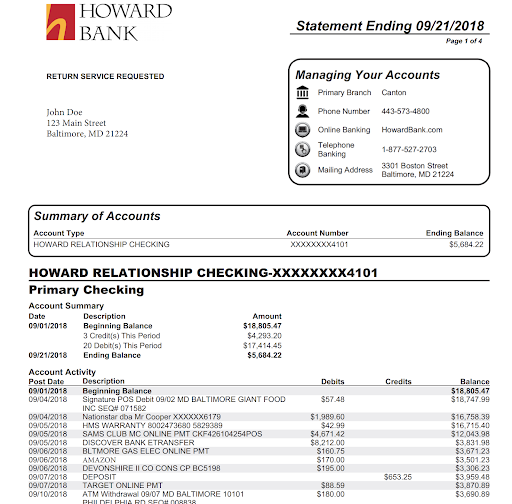 HOWARD
BANK
Statement Ending 09/21/2018
Page 1 of 4
RETURN SERVICE REQUESTED
John Doe
123 Main Street
Baltimore, MD 21224
Managing Your Accounts
Primary Branch Canton
Phone Number 443-573-4800
Online Banking HowardBank.com
Telephone Banking 1-877-527-2703
Mailing Address 3301 Boston Street
Baltimore, MD 21224
Summary of Accounts
Account Type Account Number Ending Balance
HOWARD RELATIONSHIP CHECKING XXXXXXXX4101 $5,684.22
HOWARD RELATIONSHIP CHECKING-XXXXXXXX4101
Primary Checking
Account Summary
Date Description Amount
09/01/2018 Beginning Balance $18,805.47
3 Credit(s) This Period $4,293.20
20 Debit(s) This Period $17,414.45
09/21/2018 Ending Balance $5,684.22
Account Activity
Post Date Description Debits Credits Balance
09/01/2018 Beginning Balance $18,805.47
09/04/2018 Signature POS Debit 09/02 MD BALTIMORE GIANT FOOD $57.48 $18,747.99
INC SEQ# 071582
09/04/2018 Nationstar dba Mr Cooper XXXXXX6179 $1,989.60 $16,758.39
09/05/2018 HMS WARRANTY 8002473680 5829389 $42.99 $16,715.40
09/05/2018 SAMS CLUB MC ONLINE PMT CKF426104254POS $4,671.42 $12,043.98
09/05/2018 DISCOVER BANK ETRANSFER $8,212.00 $3,831.98
09/06/2018 BLTMORE GAS ELEC ONLINE PMT $160.75 $3,671.23
09/06/2018 AMAZON $170.00 $3,501.23
09/06/2018 DEVONSHIRE II CO CONS CP BC5198 $195.00 $3,306.23
09/07/2018 DEPOSIT $653.25 $3,959.48
09/07/2018 TARGET ONLINE PMT $88.59 $3,870.89
09/10/2018 ATM Withdrawal 09/07 MD BALTIMORE 10101 $180.00 $3,690.89
PHILADELPHIA RD SEQ# 008838